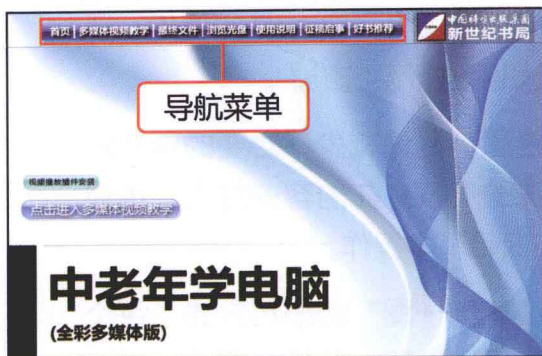 首页 | 多媒体视频教学 | 最终文件 | 浏览光盘 | 使用说明 | 征稿启事 | 好书推荐
中国科学出版集团
新世纪书局
导航菜单
视频播放插件安装
点击进入多媒体视频教学
中老年学电脑
(全彩多媒体版)